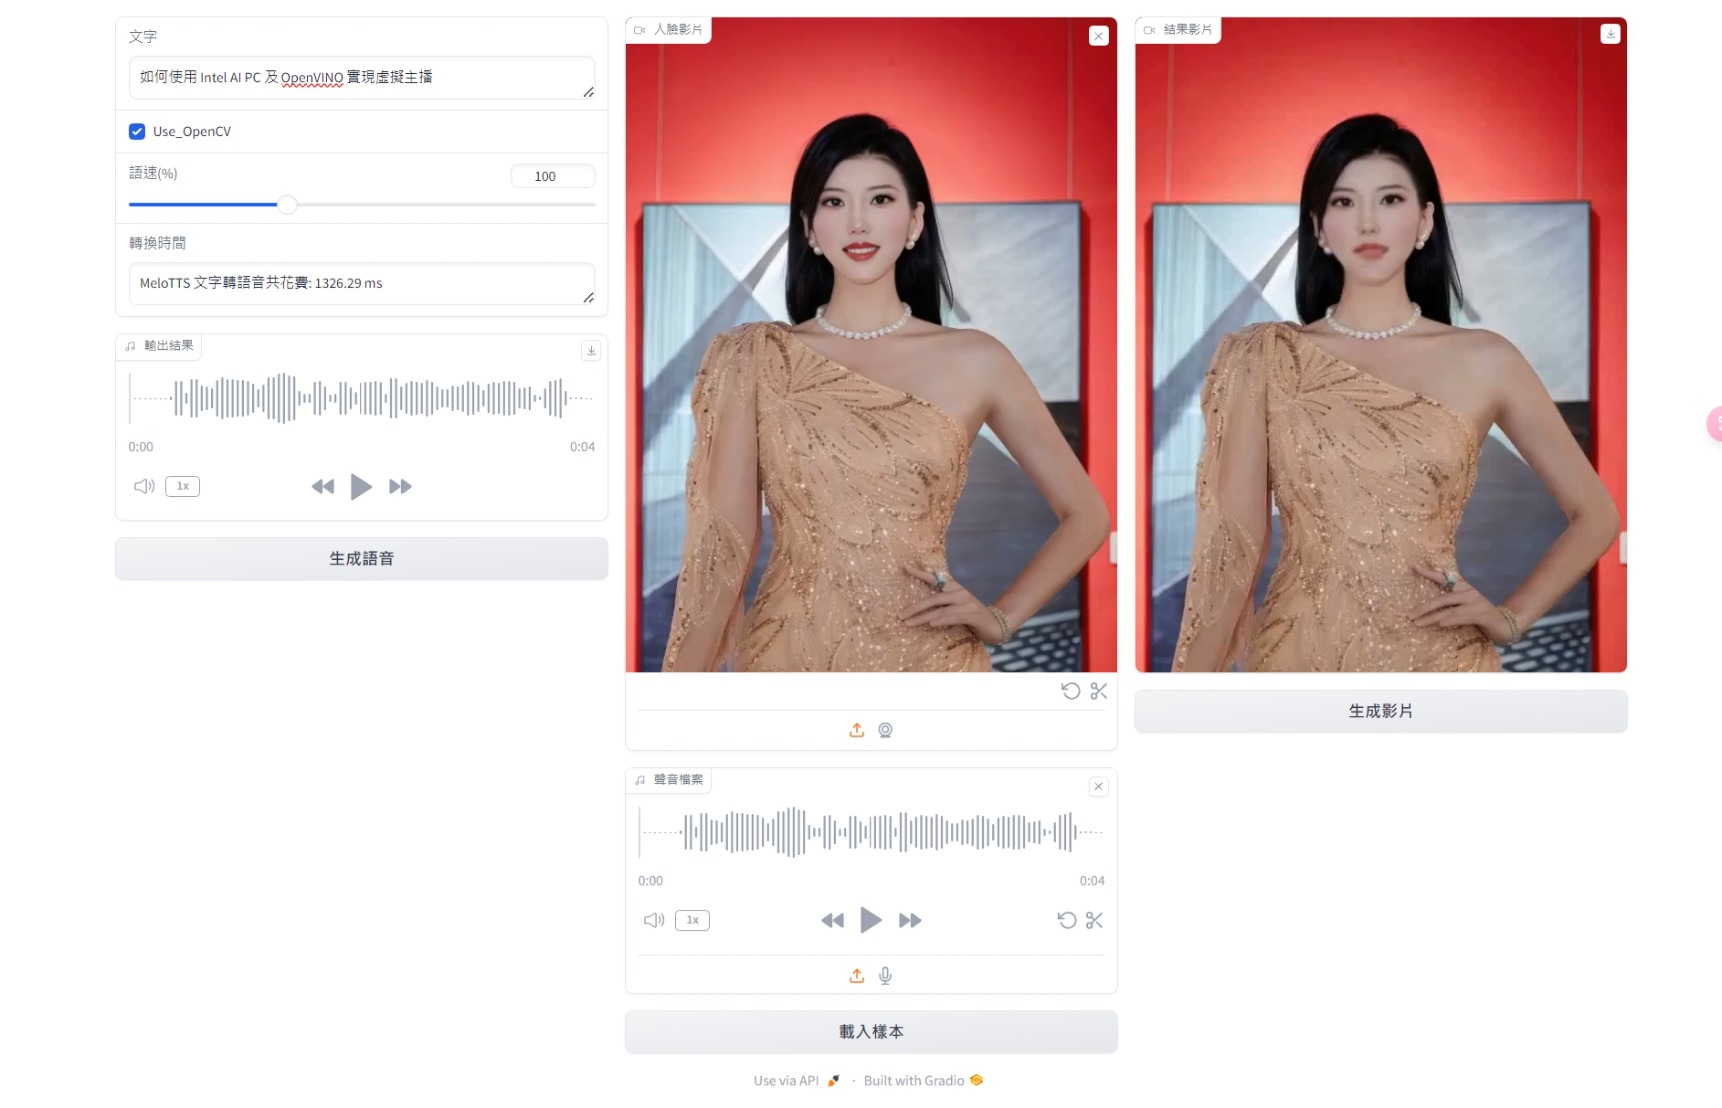 文字
如何使用 Intel AI PC 及 OpenVINO 實現虛擬主播
Use_OpenCV
語速(%)
100
轉換時間
MeloTTS 文字轉語音共花費: 1326.29 ms
輸出結果
0:00
0:04
1x
生成語音
人臉影片
聲音檔案
0:00
0:04
1x
載入樣本
結果影片
生成影片
Use via API · Built with Gradio